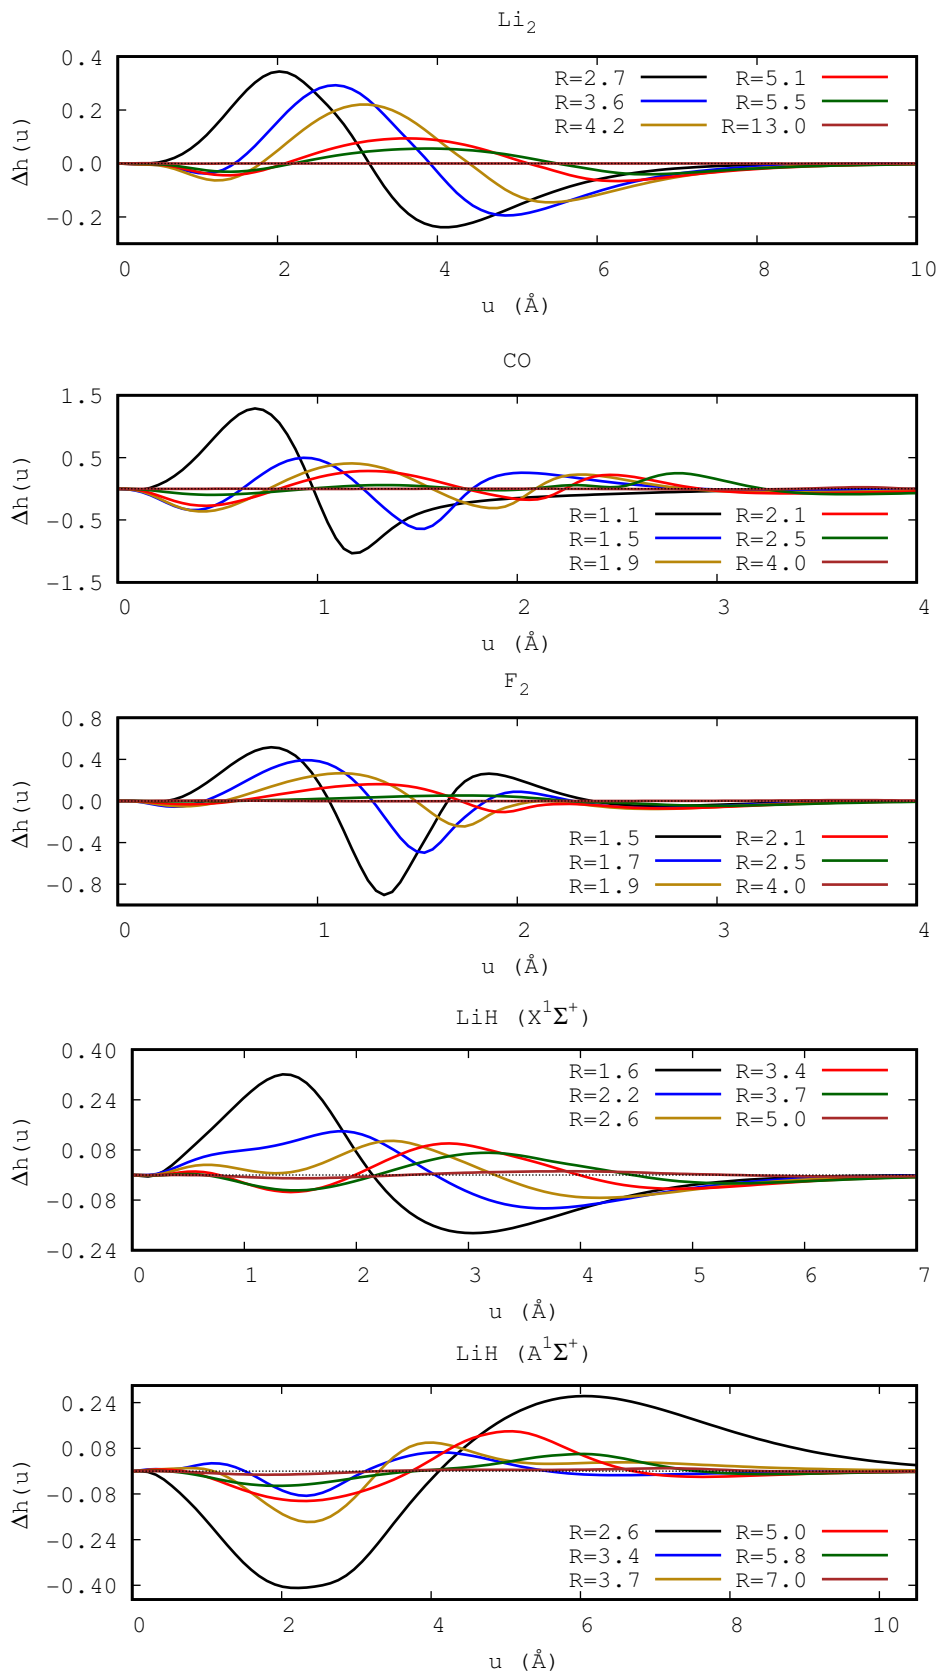 Li2
0.4
0.2
0.0
−0.2
Δh(u)
R=2.7 R=5.1
R=3.6 R=5.5
R=4.2 R=13.0
0 2 4 6 8 10
u (Å)
CO
1.5
0.5
−0.5
−1.5
Δh(u)
R=1.1 R=2.1
R=1.5 R=2.5
R=1.9 R=4.0
0 1 2 3 4
u (Å)
F2
0.8
0.4
0.0
−0.4
−0.8
Δh(u)
R=1.5 R=2.1
R=1.7 R=2.5
R=1.9 R=4.0
0 1 2 3 4
u (Å)
LiH (X¹Σ⁺)
0.40
0.24
0.08
−0.08
−0.24
Δh(u)
R=1.6 R=3.4
R=2.2 R=3.7
R=2.6 R=5.0
0 1 2 3 4 5 6 7
u (Å)
LiH (A¹Σ⁺)
0.24
0.08
−0.08
−0.24
−0.40
Δh(u)
R=2.6 R=5.0
R=3.4 R=5.8
R=3.7 R=7.0
0 2 4 6 8 10
u (Å)